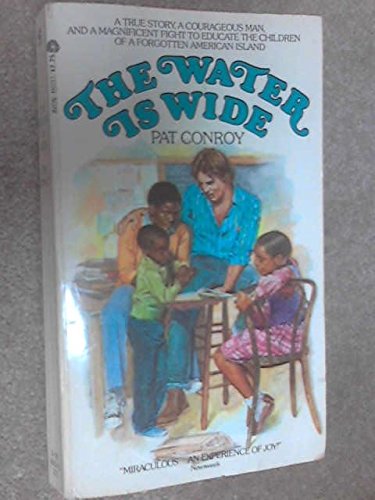 A TRUE STORY, A COURAGEOUS MAN,
AND A MAGNIFICENT FIGHT TO EDUCATE THE CHILDREN
OF A FORGOTTEN AMERICAN ISLAND
THE WATER
IS WIDE
PAT CONROY
"MIRACULOUS AN EXPERIENCE OF JOY!"
Newsweek